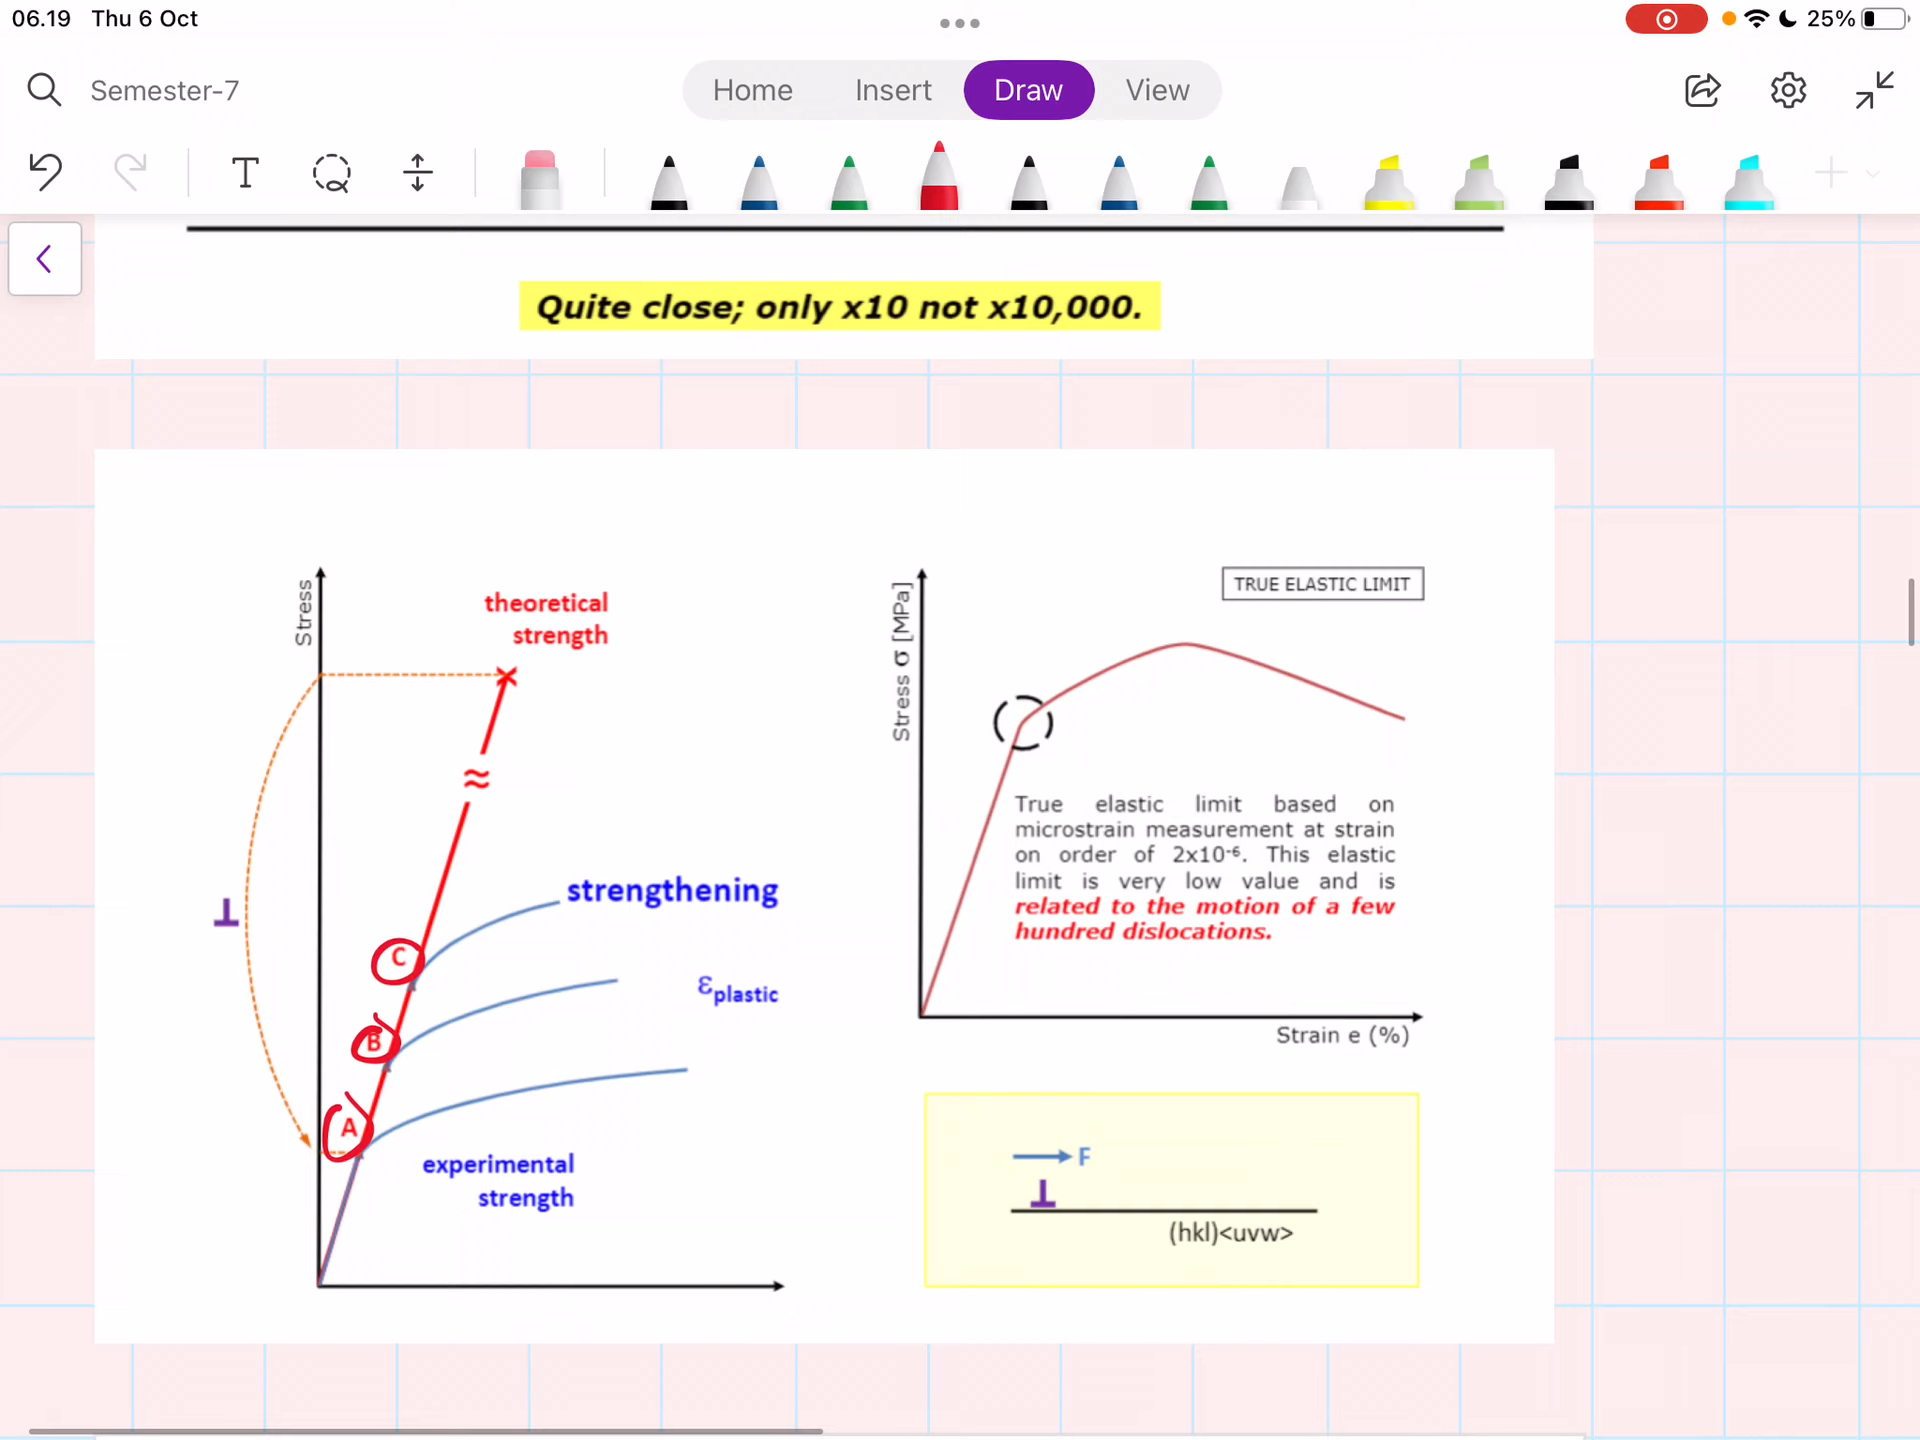 06.19 Thu 6 Oct
25%
Semester-7
Home Insert Draw View
T
Quite close; only x10 not x10,000.
Stress
theoretical
strength
≈
strengthening
C
B
εplastic
A
experimental
strength
⊥
Stress σ [MPa]
TRUE ELASTIC LIMIT
True elastic limit based on
microstrain measurement at strain
on order of 2x10⁻⁶. This elastic
limit is very low value and is
related to the motion of a few
hundred dislocations.
Strain e (%)
F
⊥
(hkl)<uvw>